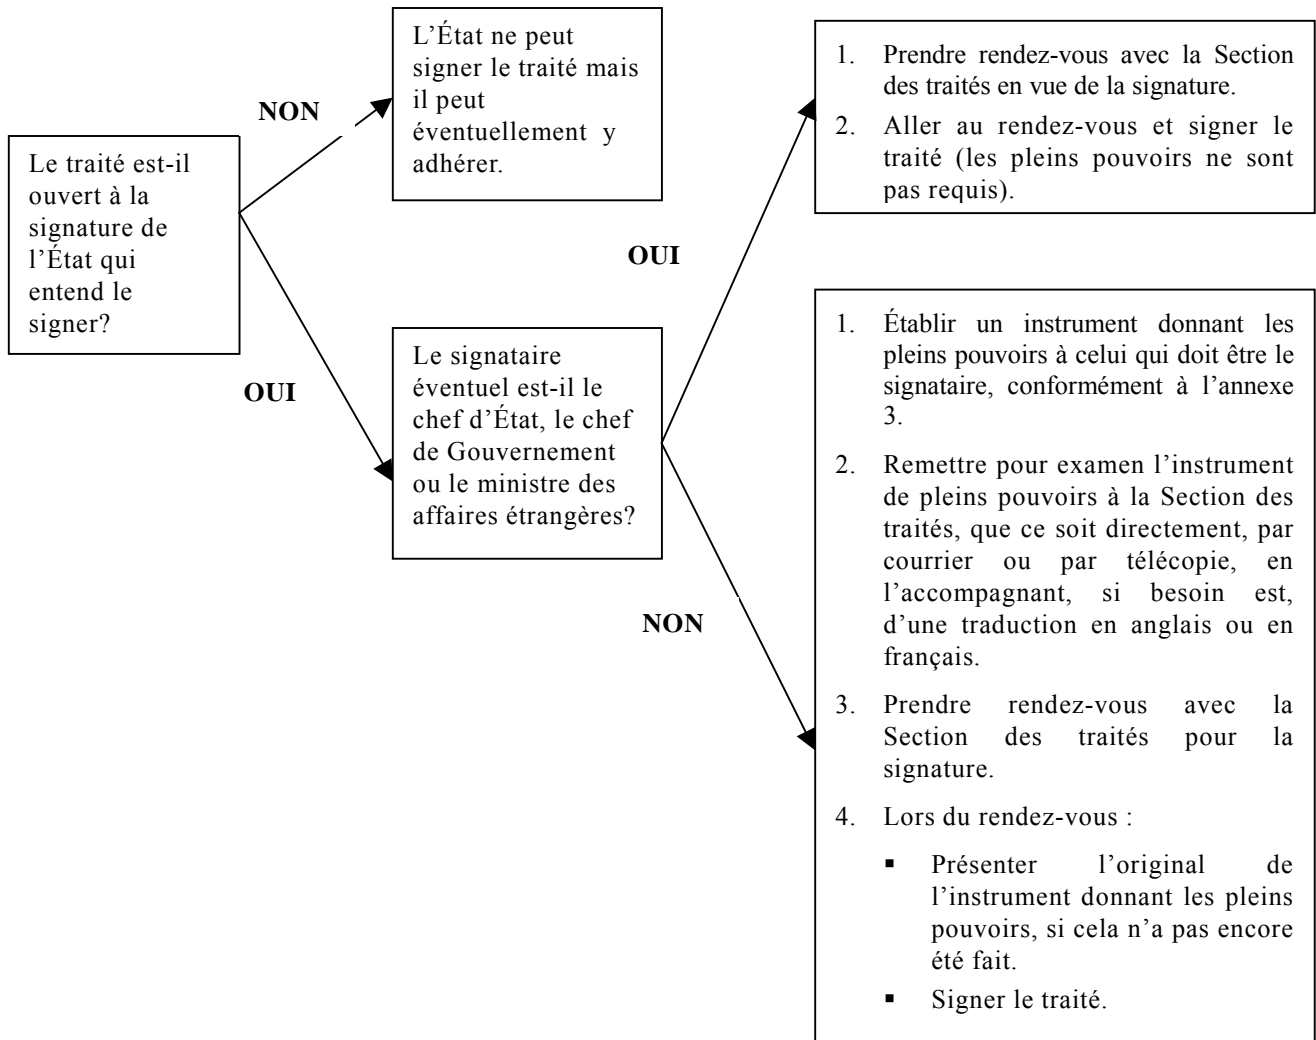 Le traité est-il
ouvert à la
signature de
l’État qui
entend le
signer?
NON
OUI
L’État ne peut
signer le traité mais
il peut
éventuellement y
adhérer.
Le signataire
éventuel est-il le
chef d’État, le chef
de Gouvernement
ou le ministre des
affaires étrangères?
OUI
NON
1. Prendre rendez-vous avec la Section
des traités en vue de la signature.
2. Aller au rendez-vous et signer le
traité (les pleins pouvoirs ne sont
pas requis).
1. Établir un instrument donnant les
pleins pouvoirs à celui qui doit être le
signataire, conformément à l’annexe
3.
2. Remettre pour examen l’instrument
de pleins pouvoirs à la Section des
traités, que ce soit directement, par
courrier ou par télécopie, en
l’accompagnant, si besoin est,
d’une traduction en anglais ou en
français.
3. Prendre rendez-vous avec la
Section des traités pour la
signature.
4. Lors du rendez-vous :
▪ Présenter l’original de
l’instrument donnant les pleins
pouvoirs, si cela n’a pas encore
été fait.
▪ Signer le traité.